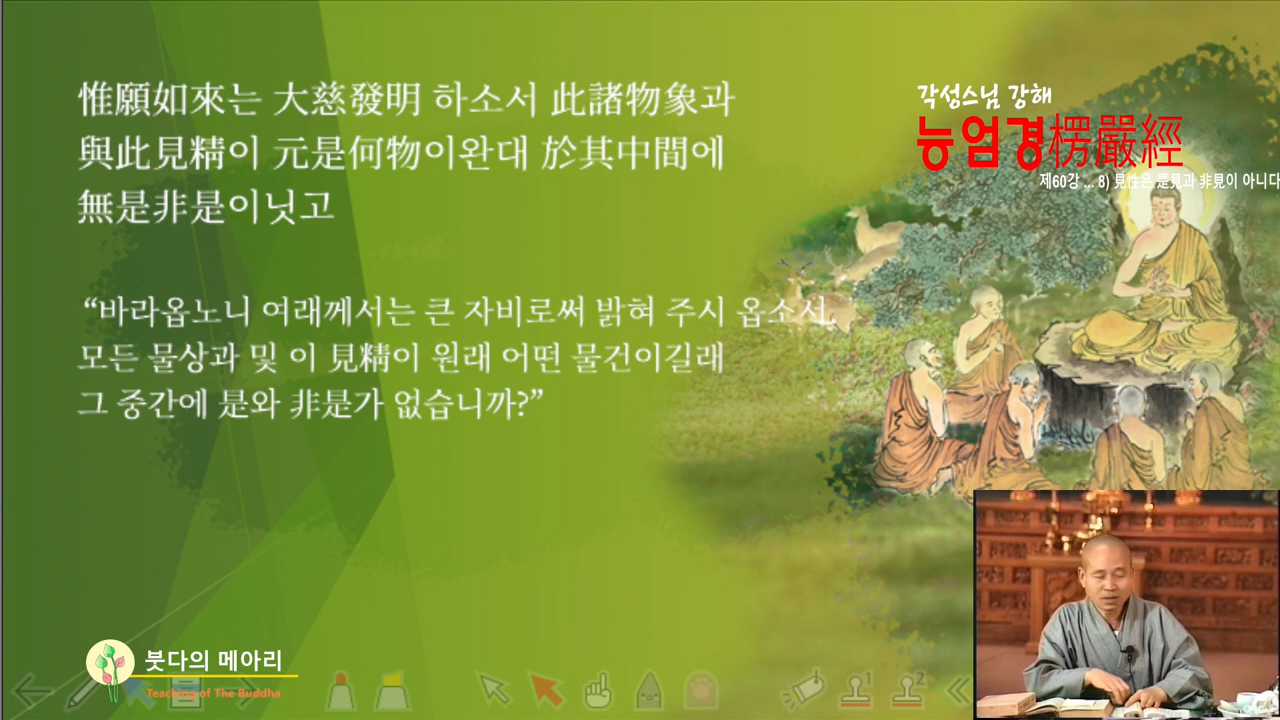 惟願如來는 大慈發明 하소서 此諸物象과
與此見精이 元是何物이완대 於其中間에
無是非是이닛고
“바라옵노니 여래께서는 큰 자비로써 밝혀 주시 옵소서.
모든 물상과 및 이 見精이 원래 어떤 물건이길래
그 중간에 是와 非是가 없습니까?”
각성스님 강해
능엄경楞嚴經
제60강 ... 8) 見性은 是見과 非見이 아니다
붓다의 메아리
Teaching of The Buddha
1
2